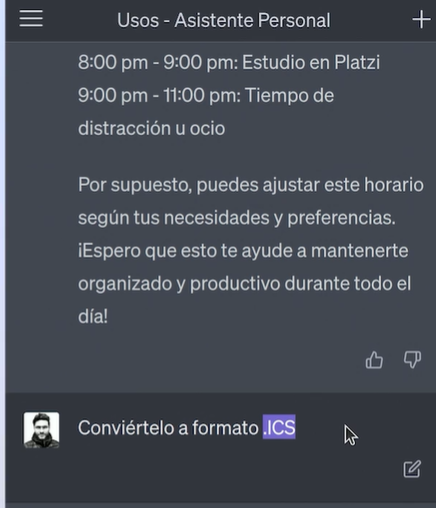 Usos - Asistente Personal
8:00 pm - 9:00 pm: Estudio en Platzi
9:00 pm - 11:00 pm: Tiempo de
distracción u ocio
Por supuesto, puedes ajustar este horario
según tus necesidades y preferencias.
¡Espero que esto te ayude a mantenerte
organizado y productivo durante todo el
día!
Conviértelo a formato .ICS